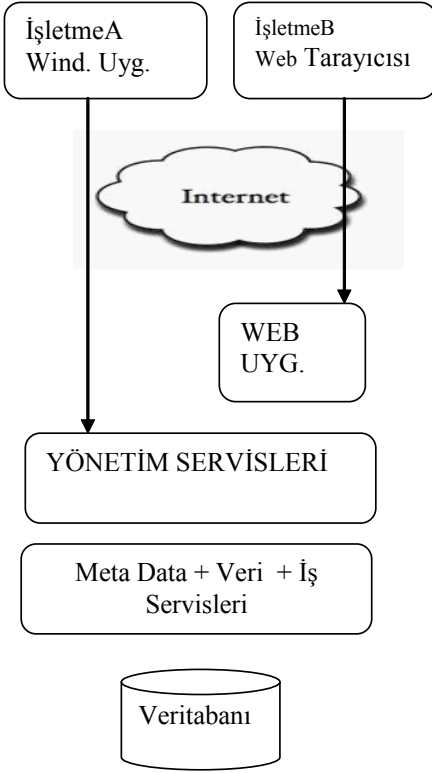 İşletmeA
Wind. Uyg.
İşletmeB
Web Tarayıcısı
Internet
WEB
UYG.
YÖNETİM SERVİSLERİ
Meta Data + Veri + İş
Servisleri
Veritabanı